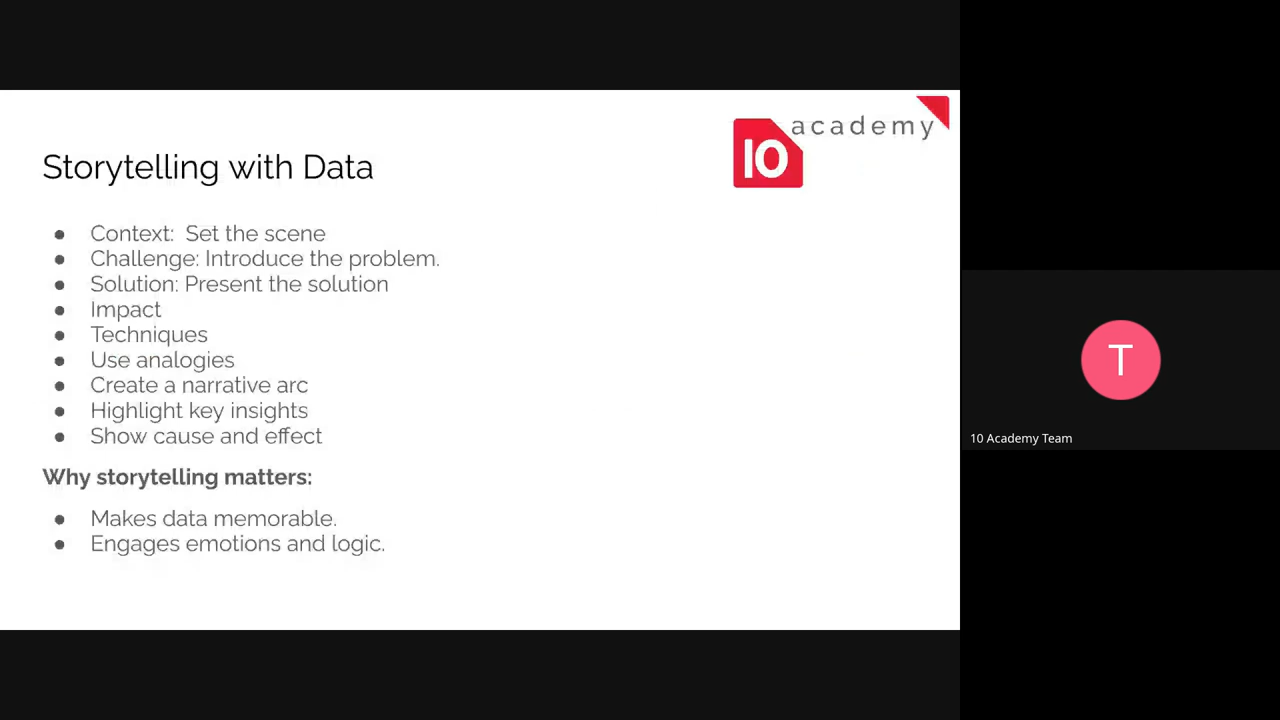 10 academy
Storytelling with Data
● Context:  Set the scene
● Challenge: Introduce the problem.
● Solution: Present the solution
● Impact
● Techniques
● Use analogies
● Create a narrative arc
● Highlight key insights
● Show cause and effect
Why storytelling matters:
● Makes data memorable.
● Engages emotions and logic.
T
10 Academy Team